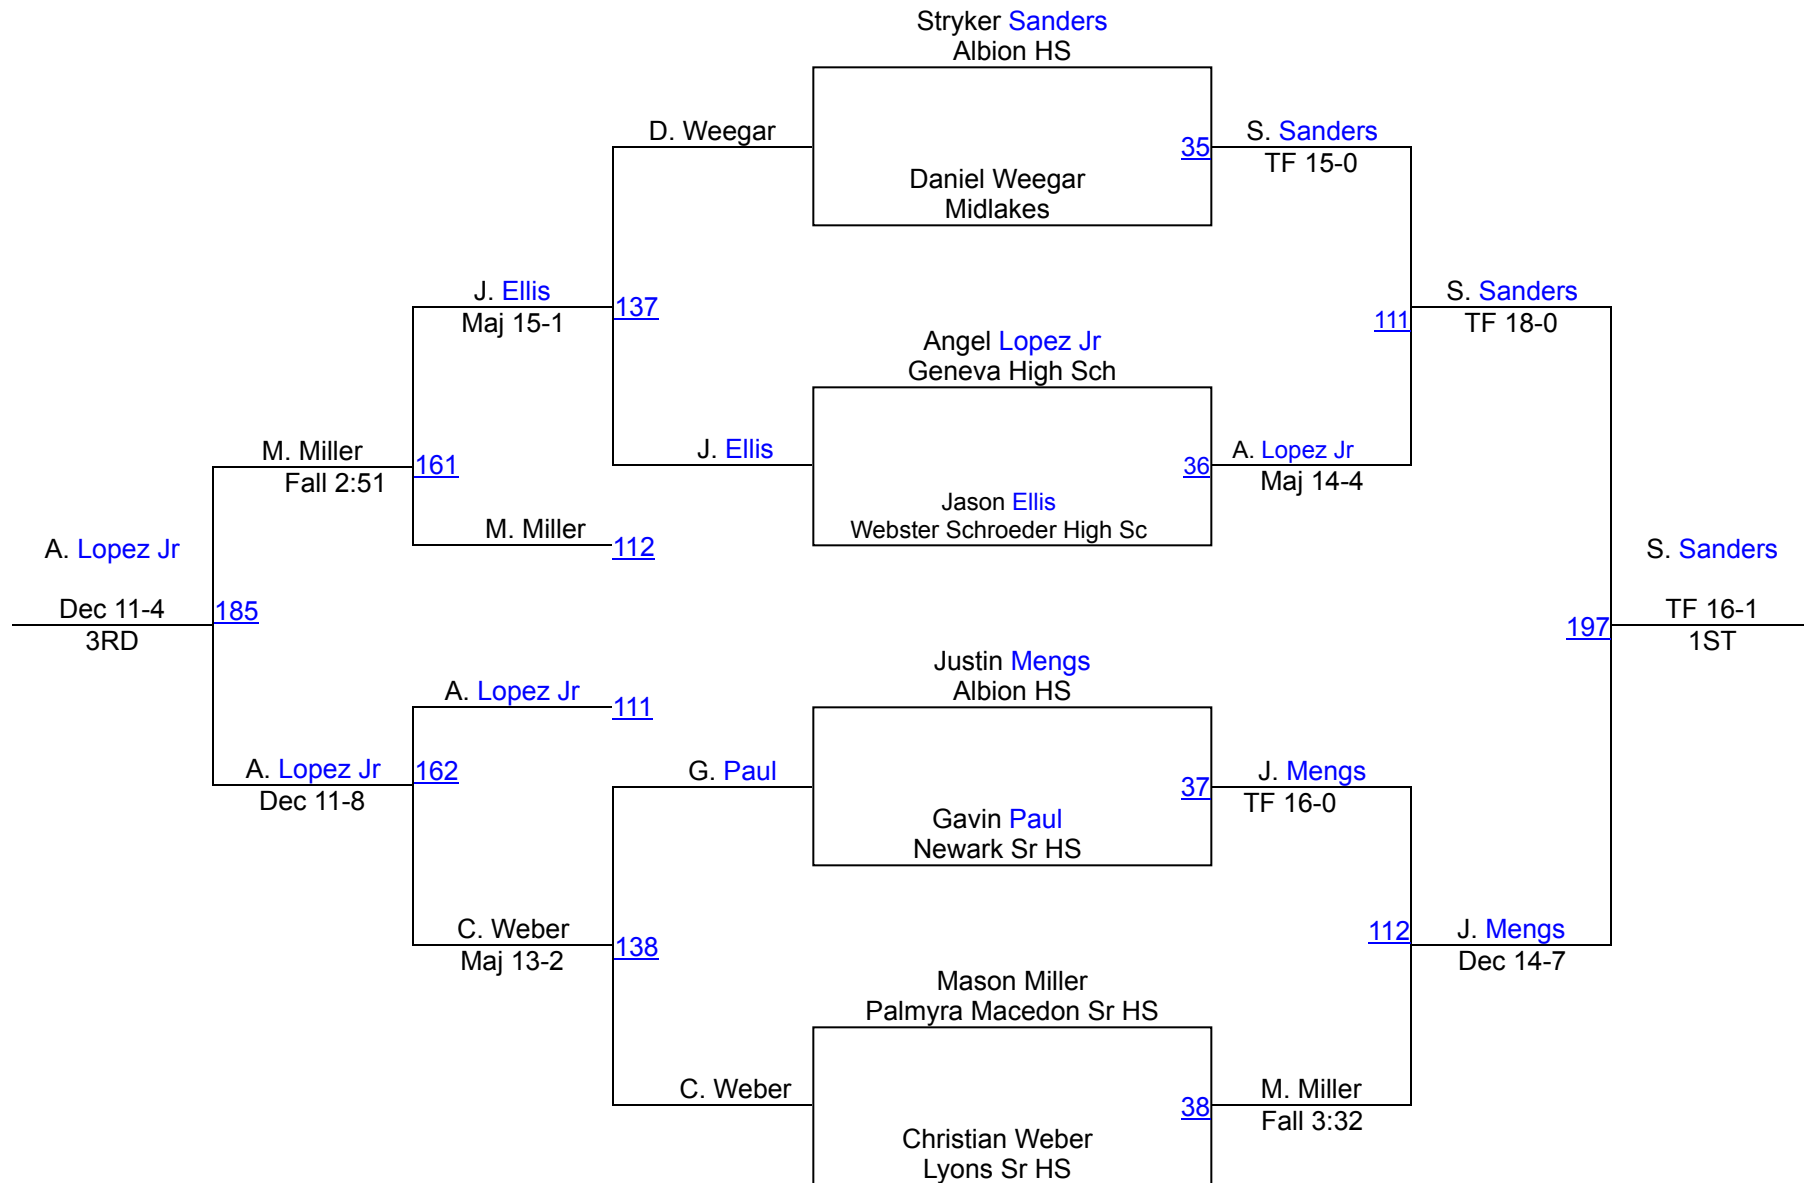 Stryker Sanders
Albion HS
D. Weegar
35
S. Sanders
TF 15-0
Daniel Weegar
Midlakes
J. Ellis
Maj 15-1
137
111
S. Sanders
TF 18-0
Angel Lopez Jr
Geneva High Sch
M. Miller
Fall 2:51
161
J. Ellis
36
A. Lopez Jr
Maj 14-4
Jason Ellis
Webster Schroeder High Sc
M. Miller
112
A. Lopez Jr
Dec 11-4
3RD
185
S. Sanders
TF 16-1
1ST
197
Justin Mengs
Albion HS
A. Lopez Jr
111
A. Lopez Jr
Dec 11-8
162
G. Paul
37
J. Mengs
TF 16-0
Gavin Paul
Newark Sr HS
C. Weber
Maj 13-2
138
112
J. Mengs
Dec 14-7
Mason Miller
Palmyra Macedon Sr HS
C. Weber
38
M. Miller
Fall 3:32
Christian Weber
Lyons Sr HS